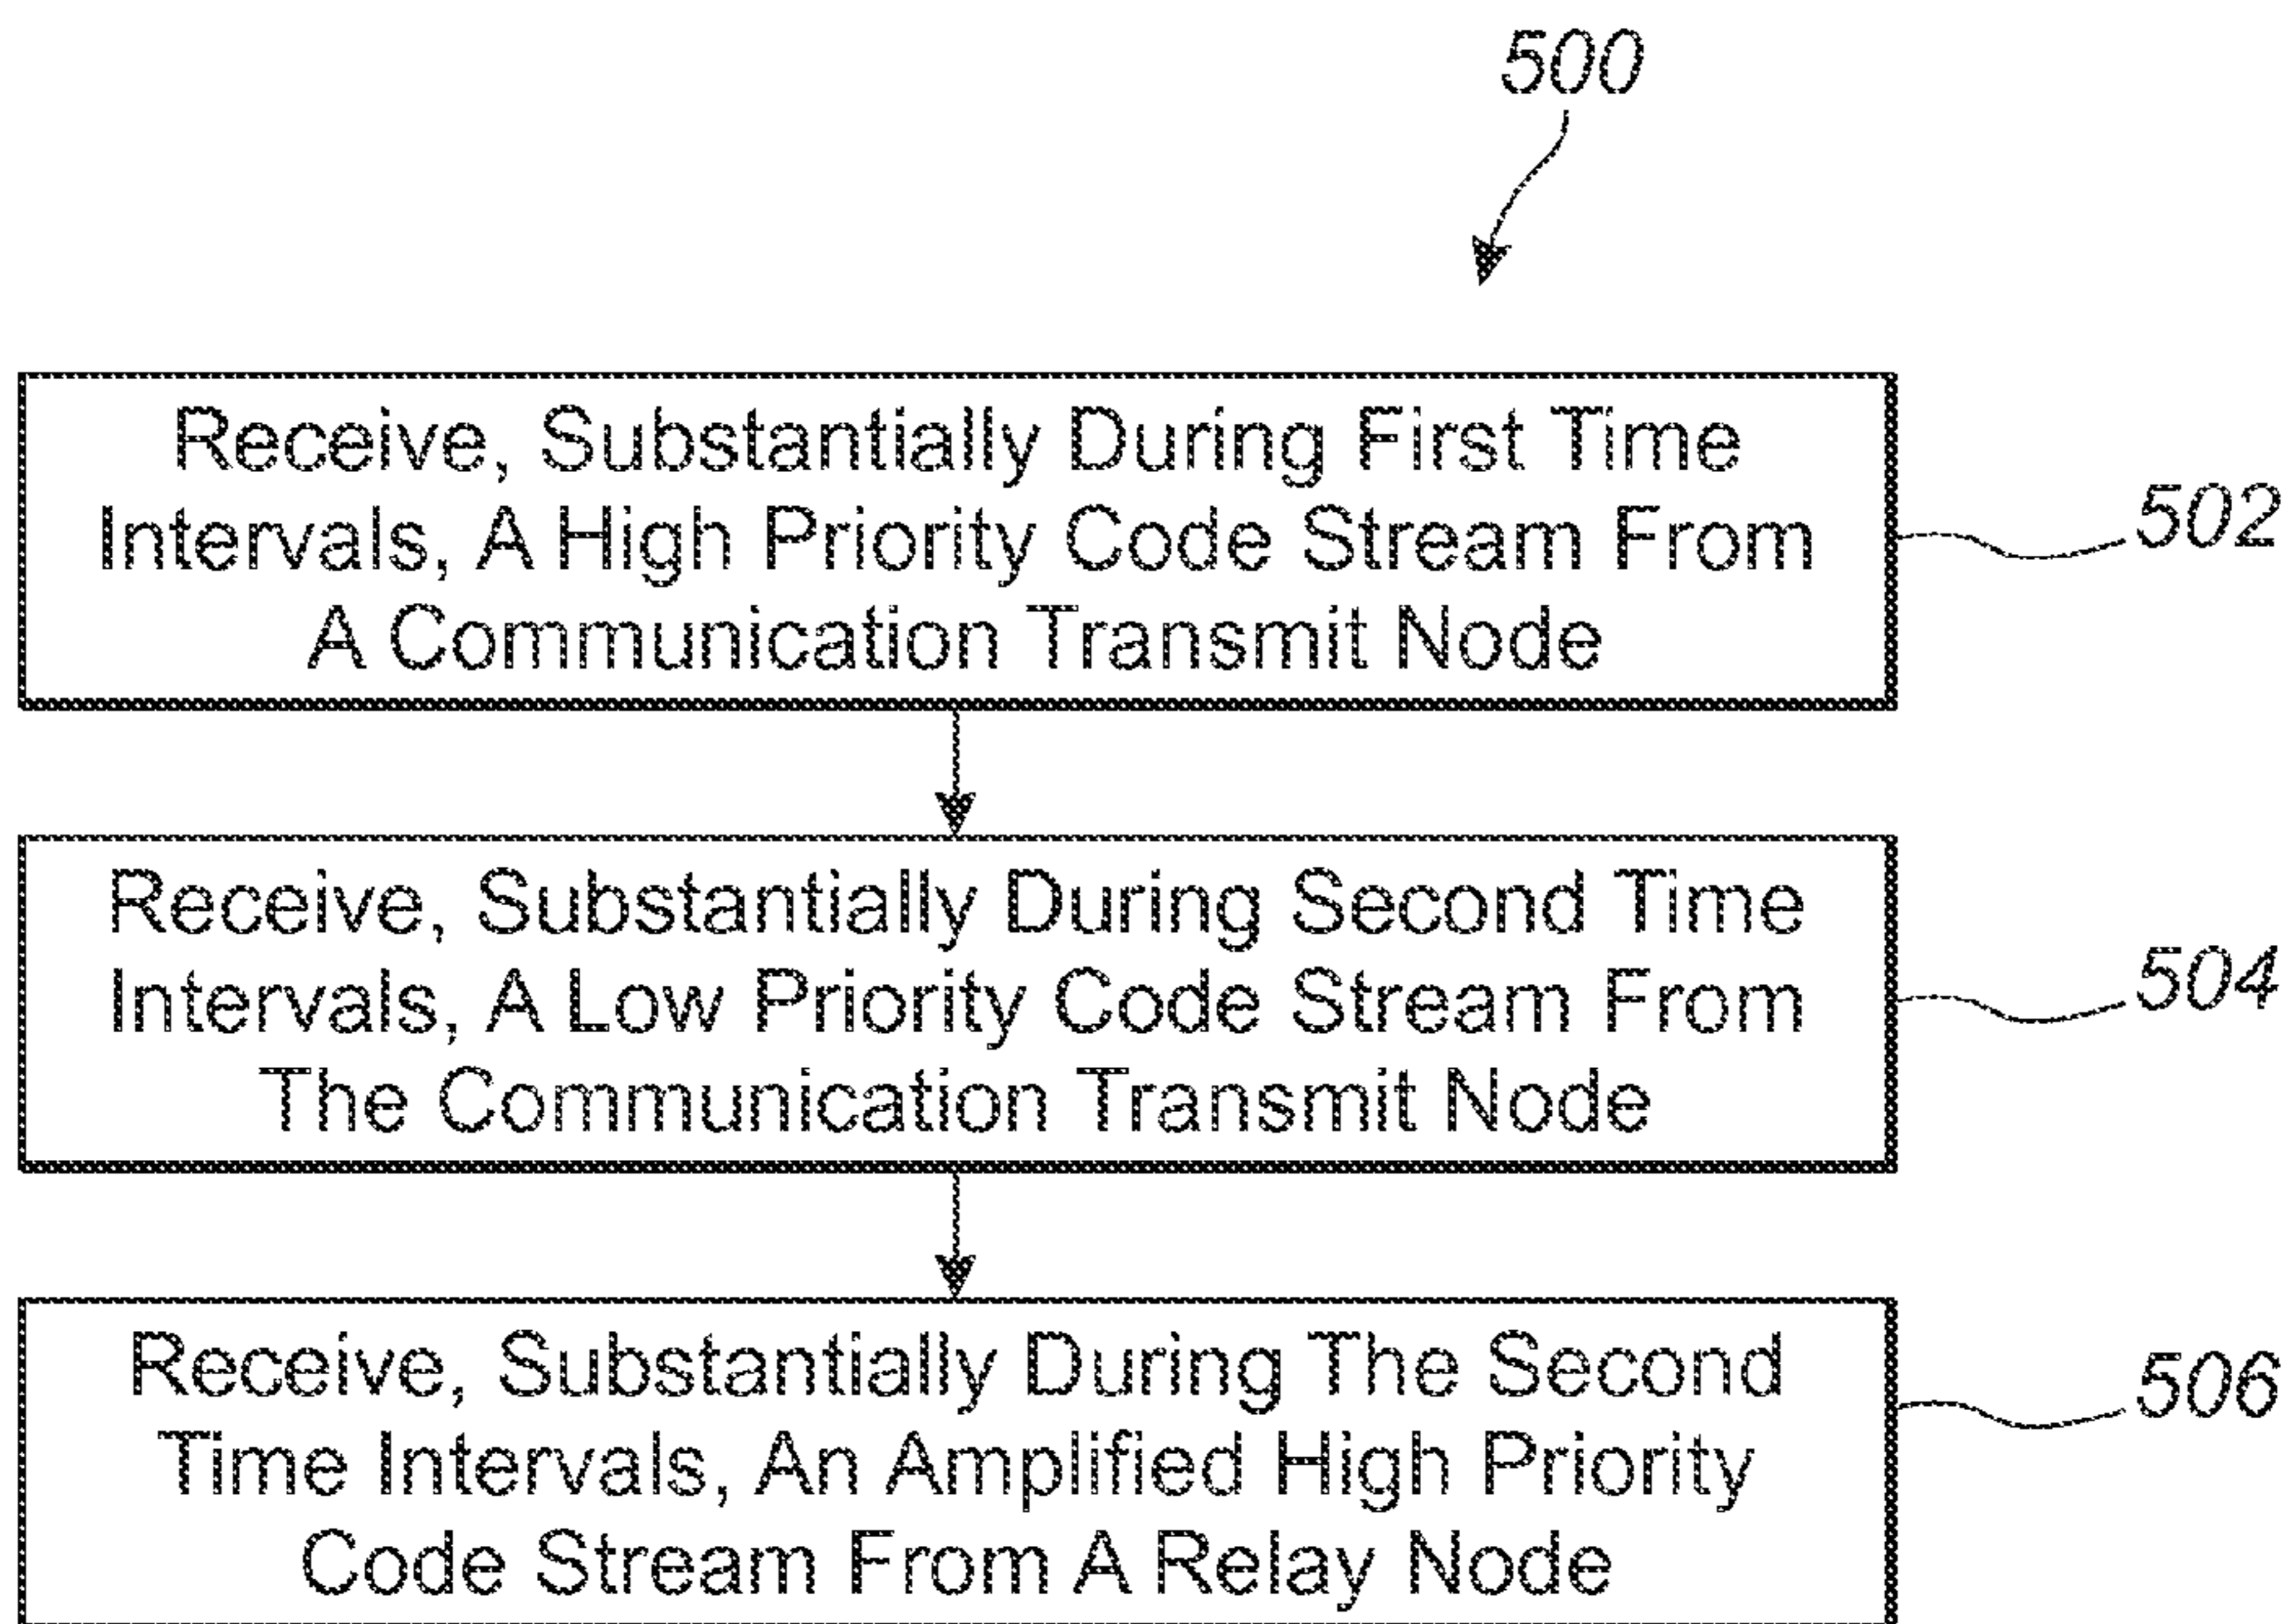 500
Receive, Substantially During First Time
Intervals, A High Priority Code Stream From
A Communication Transmit Node
502
Receive, Substantially During Second Time
Intervals, A Low Priority Code Stream From
The Communication Transmit Node
504
Receive, Substantially During The Second
Time Intervals, An Amplified High Priority
Code Stream From A Relay Node
506